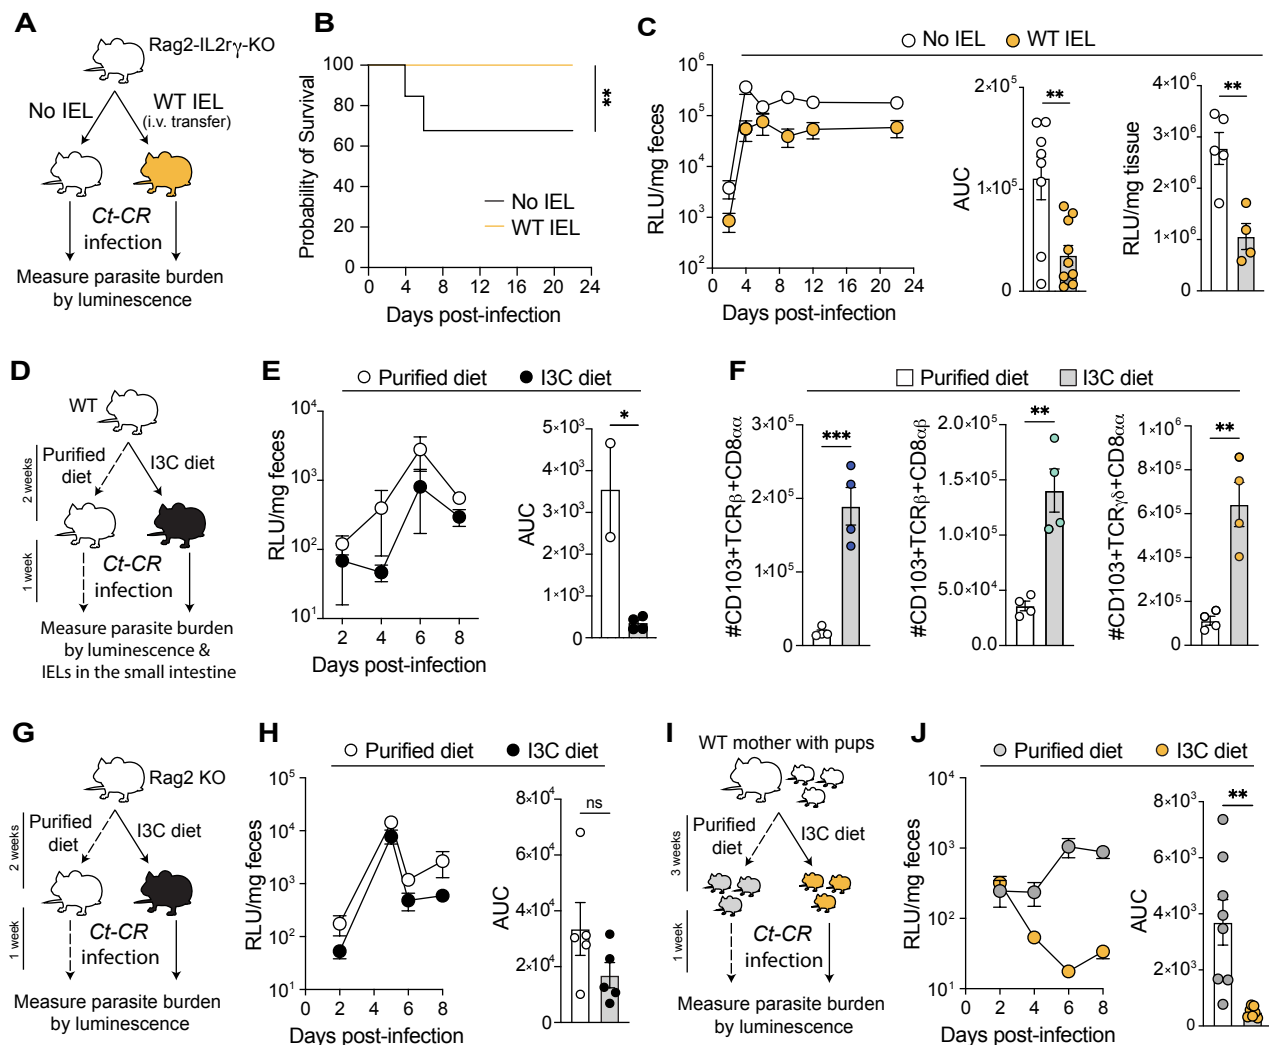 A
Rag2-IL2rγ-KO
No IEL
WT IEL
(i.v. transfer)
Ct-CR
infection
Measure parasite burden
by luminescence
B
Probability of Survival
100
80
60
40
20
0
**
No IEL
WT IEL
0 4 8 12 16 20 24
Days post-infection
C
No IEL WT IEL
RLU/mg feces
10^6
10^5
10^4
10^3
10^2
0 4 8 12 16 20 24
Days post-infection
AUC
2×10^5
1×10^5
0
**
RLU/mg tissue
4×10^6
3×10^6
2×10^6
1×10^6
0
**
D
WT
2 weeks
Purified
diet
I3C diet
1 week
Ct-CR
infection
Measure parasite burden
by luminescence &
IELs in the small intestine
E
Purified diet I3C diet
RLU/mg feces
10^4
10^3
10^2
10^1
2 4 6 8
Days post-infection
AUC
5×10^3
4×10^3
3×10^3
2×10^3
1×10^3
0
*
F
Purified diet I3C diet
#CD103+TCRβ+CD8αα
3×10^5
2×10^5
1×10^5
0
***
#CD103+TCRβ+CD8αβ
2.0×10^5
1.5×10^5
1.0×10^5
5.0×10^4
0.0
**
#CD103+TCRγδ+CD8αα
1×10^6
8×10^5
6×10^5
4×10^5
2×10^5
0
**
G
Rag2 KO
2 weeks
Purified
diet
I3C diet
1 week
Ct-CR
infection
Measure parasite burden
by luminescence
H
Purified diet I3C diet
RLU/mg feces
10^5
10^4
10^3
10^2
10^1
0 2 4 6 8
Days post-infection
AUC
8×10^4
6×10^4
4×10^4
2×10^4
0
ns
I
WT mother with pups
3 weeks
Purified
diet
I3C diet
1 week
Ct-CR
infection
Measure parasite burden
by luminescence
J
Purified diet I3C diet
RLU/mg feces
10^4
10^3
10^2
10^1
0 2 4 6 8
Days post-infection
AUC
8×10^3
6×10^3
4×10^3
2×10^3
0
**